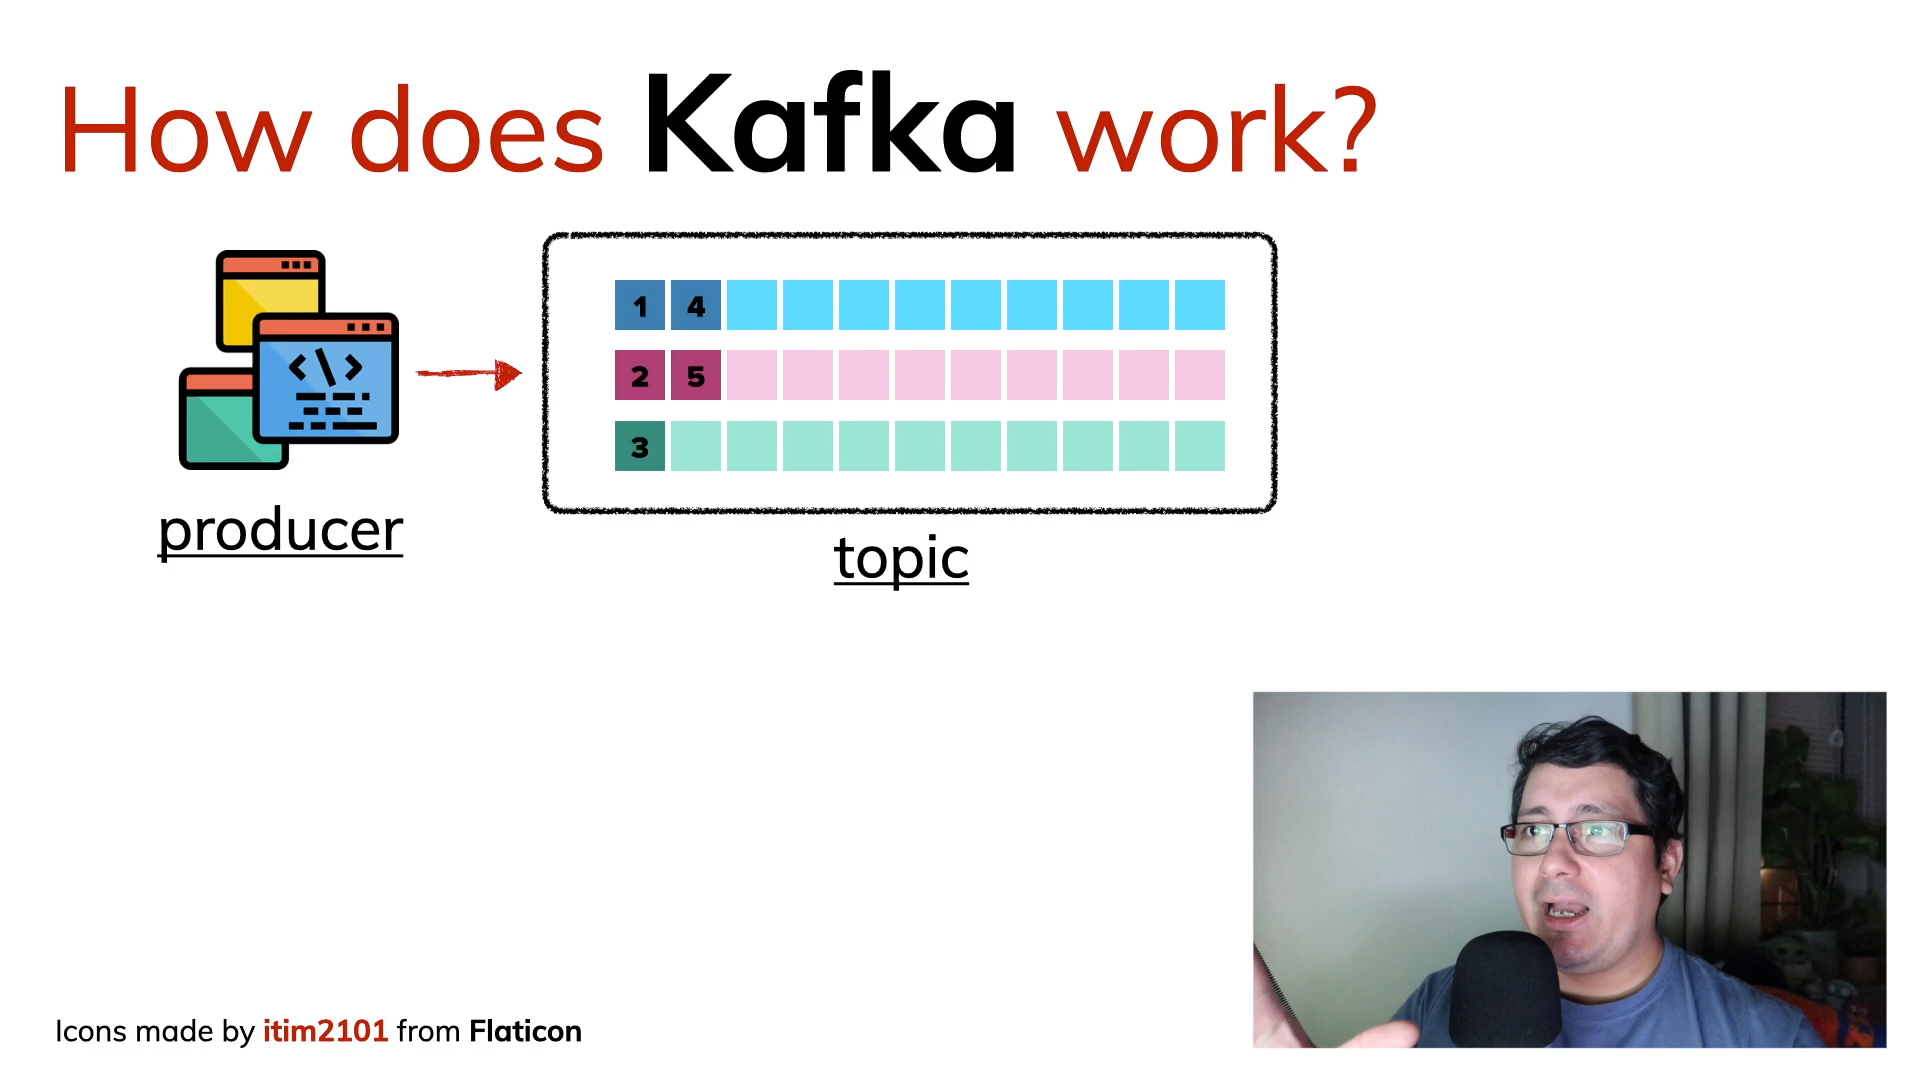 How does Kafka work?
1 4
2 5
3
producer
topic
Icons made by itim2101 from Flaticon